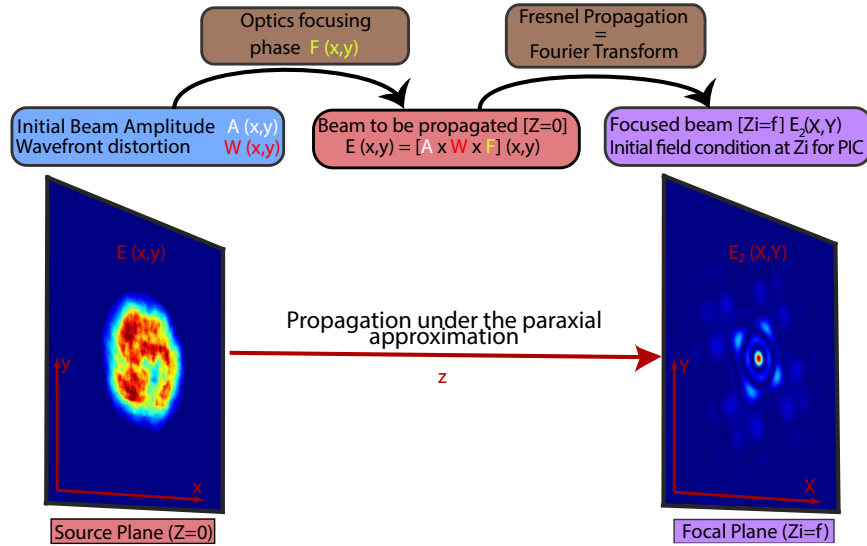 Optics focusing
phase F (x,y)
Fresnel Propagation
=
Fourier Transform
Initial Beam Amplitude A (x,y)
Wavefront distortion W (x,y)
Beam to be propagated [Z=0]
E (x,y) = [A x W x F] (x,y)
Focused beam [Zi=f] E₂(X,Y)
Initial field condition at Zi for PIC
E (x,y)
y
x
Source Plane (Z=0)
Propagation under the paraxial
approximation
z
E₂ (X,Y)
Y
X
Focal Plane (Zi=f)